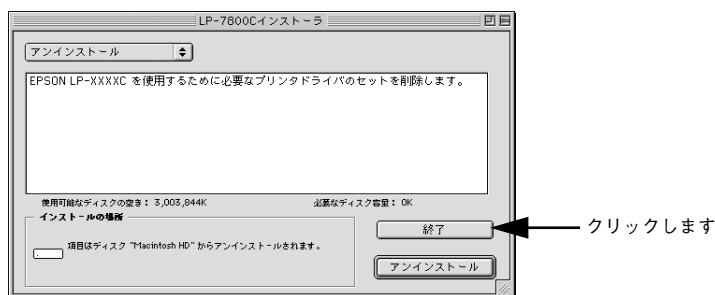 LP-7800Cインストーラ
アンインストール
EPSON LP-XXXXC を使用するために必要なプリンタドライバのセットを削除します。
使用可能なディスクの空き： 3,003,844K 必要なディスク容量： 0K
インストールの場所
項目はディスク "Macintosh HD" からアンインストールされます。
終了
クリックします
アンインストール